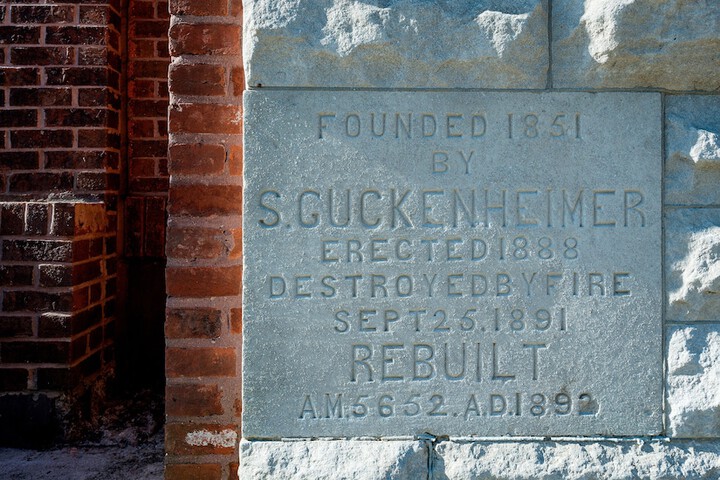 FOUNDED 1851
BY
S. GUCKENHEIMER
ERECTED 1888
DESTROYED BY FIRE
SEPT 25. 1891
REBUILT
A.M. 5652. A.D. 1892